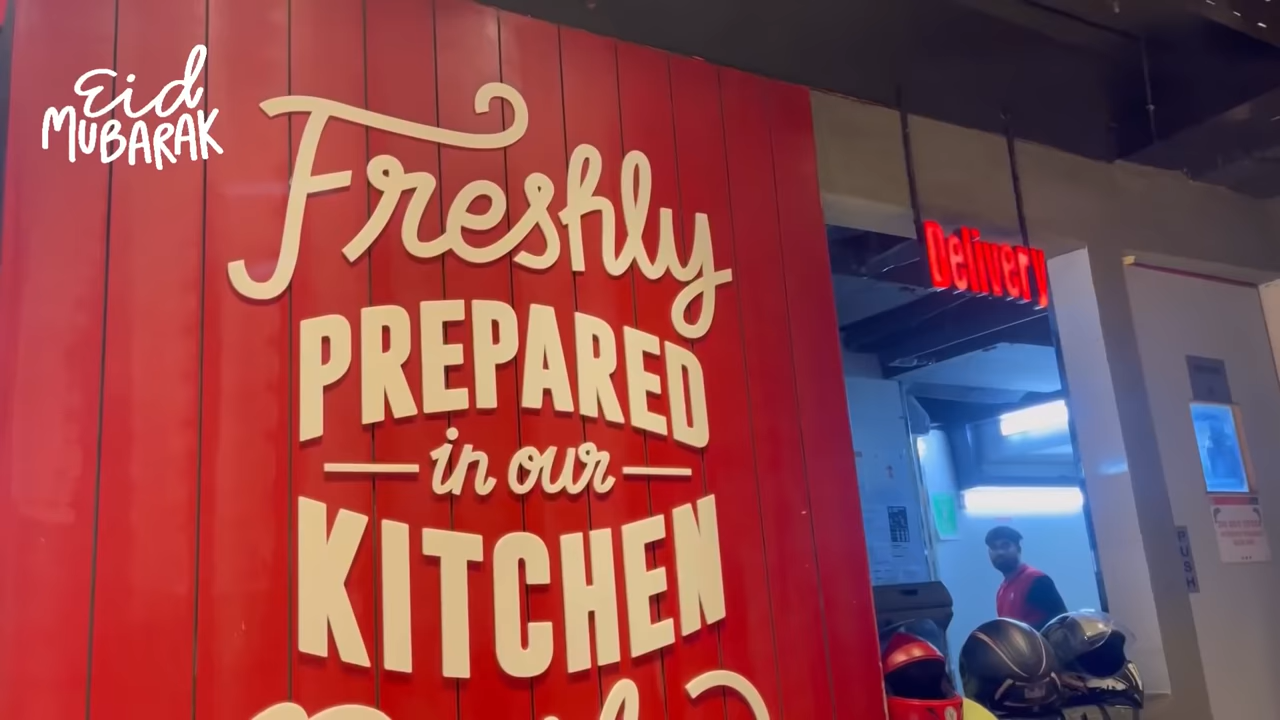 Eid
MUBARAK
Freshly
PREPARED
in our
KITCHEN
Delivery
PUSH